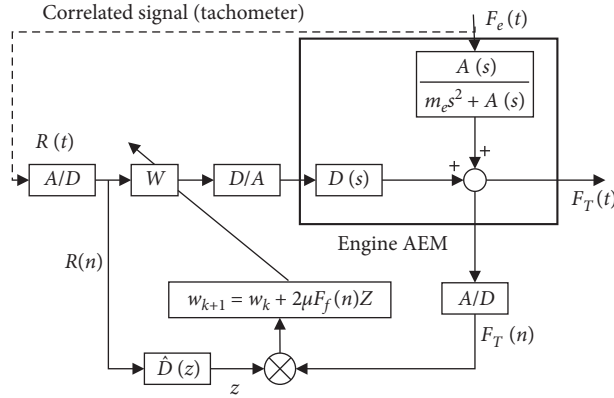 Correlated signal (tachometer)
F_e(t)
A(s)
m_e s^2 + A(s)
R(t)
+
+
A/D
W
D/A
D(s)
F_T(t)
Engine AEM
R(n)
w_{k+1} = w_k + 2μF_f(n)Z
A/D
F_T(n)
D̂(z)
z